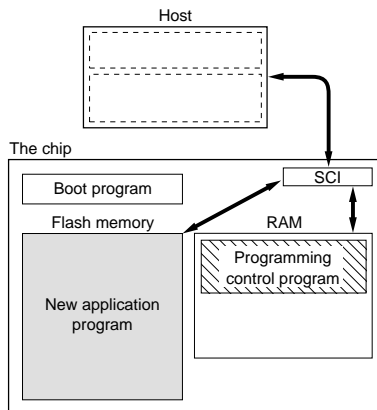 Host
The chip
SCI
Boot program
Flash memory
RAM
Programming
control program
New application
program